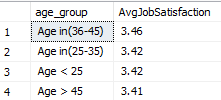 age_group AvgJobSatisfaction
1 Age in(36-45) 3.46
2 Age in(25-35) 3.42
3 Age < 25 3.42
4 Age > 45 3.41